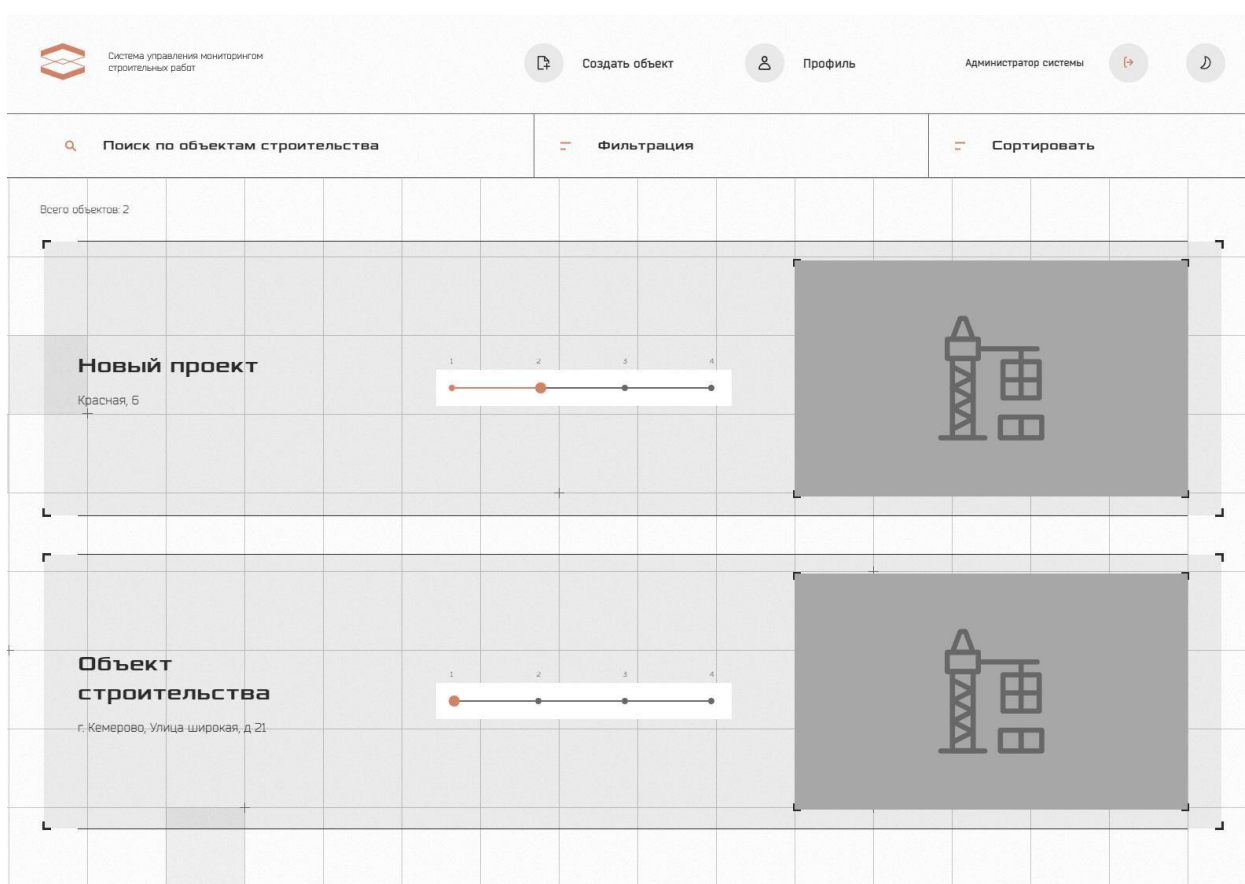 Система управления мониторингом
строительных работ
Создать объект
Профиль
Администратор системы
Поиск по объектам строительства
Фильтрация
Сортировать
Всего объектов: 2
Новый проект
Красная, 6
1 2 3 4
Объект
строительства
г. Кемерово, Улица широкая, д 21
1 2 3 4